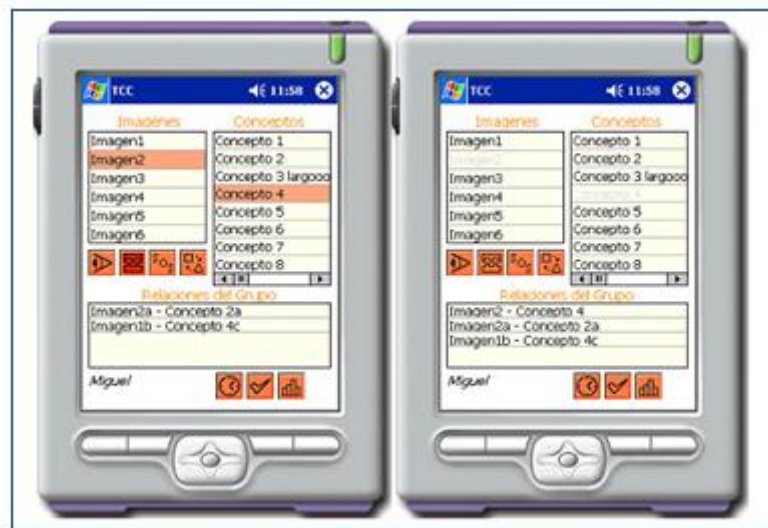 TCC 11:58
Imagenes Conceptos
Imagen1
Imagen2
Imagen3
Imagen4
Imagen5
Imagen6
Concepto 1
Concepto 2
Concepto 3 largooo
Concepto 4
Concepto 5
Concepto 6
Concepto 7
Concepto 8
Relaciones del Grupo
Imagen2a - Concepto 2a
Imagen1b - Concepto 4c
Miguel
TCC 11:58
Imagenes Conceptos
Imagen1
Imagen2
Imagen3
Imagen4
Imagen5
Imagen6
Concepto 1
Concepto 2
Concepto 3 largooo
Concepto 4
Concepto 5
Concepto 6
Concepto 7
Concepto 8
Relaciones del Grupo
Imagen2 - Concepto 4
Imagen2a - Concepto 2a
Imagen1b - Concepto 4c
Miguel